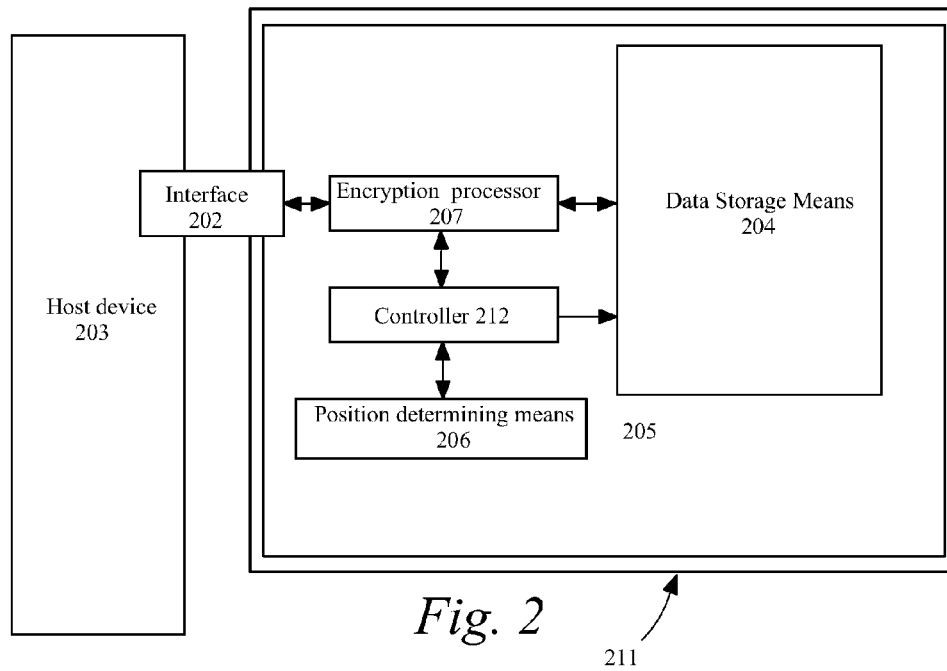 Interface
202
Encryption processor
207
Data Storage Means
204
Host device
203
Controller 212
Position determining means
206
205
Fig. 2
211